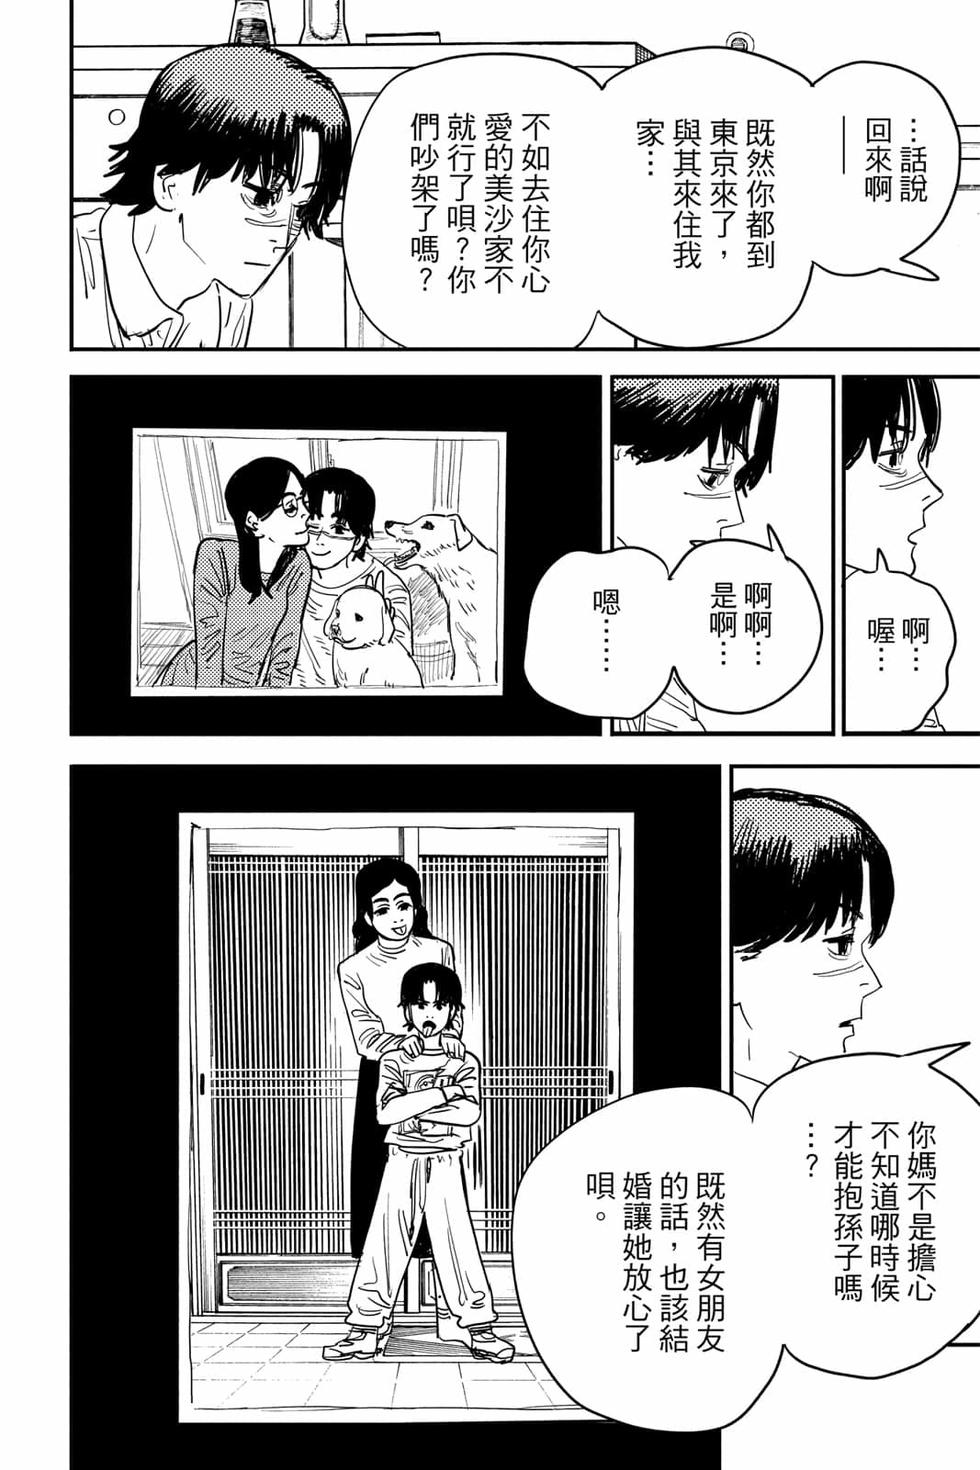 …話說
回來啊
——
既然你都到
東京來了，
與其來住我
家…
不如去住你心
愛的美沙家不
就行了唄？你
們吵架了嗎？
啊…
喔…
啊啊…
是啊…
嗯……
你媽不是擔心
不知道哪時候
才能抱孫子嗎
…？
既然有女朋友
的話，也該結
婚讓她放心了
唄。